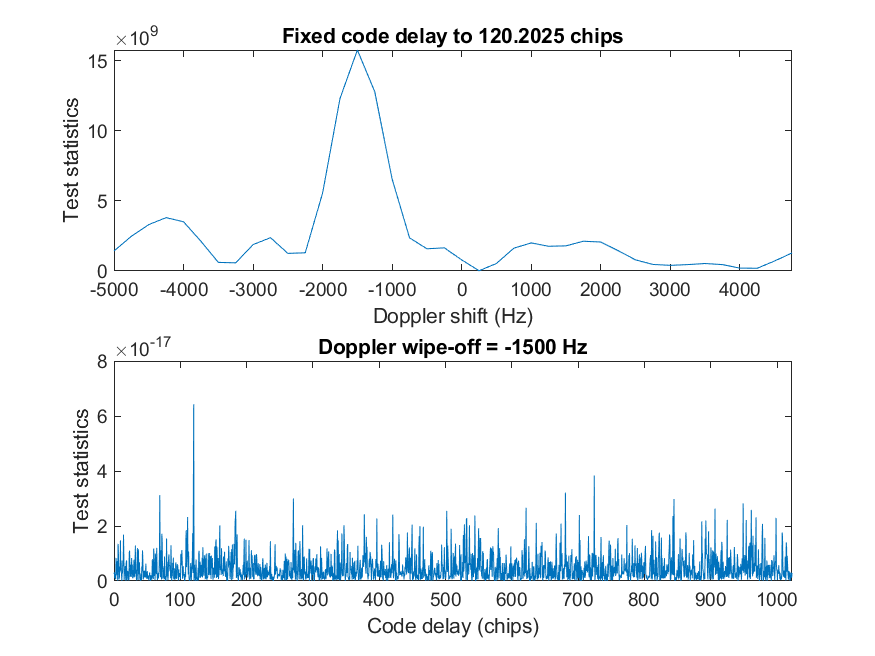 ×10^9
Fixed code delay to 120.2025 chips
15
10
5
0
Test statistics
-5000 -4000 -3000 -2000 -1000 0 1000 2000 3000 4000
Doppler shift (Hz)
×10^-17
Doppler wipe-off = -1500 Hz
8
6
4
2
0
Test statistics
0 100 200 300 400 500 600 700 800 900 1000
Code delay (chips)